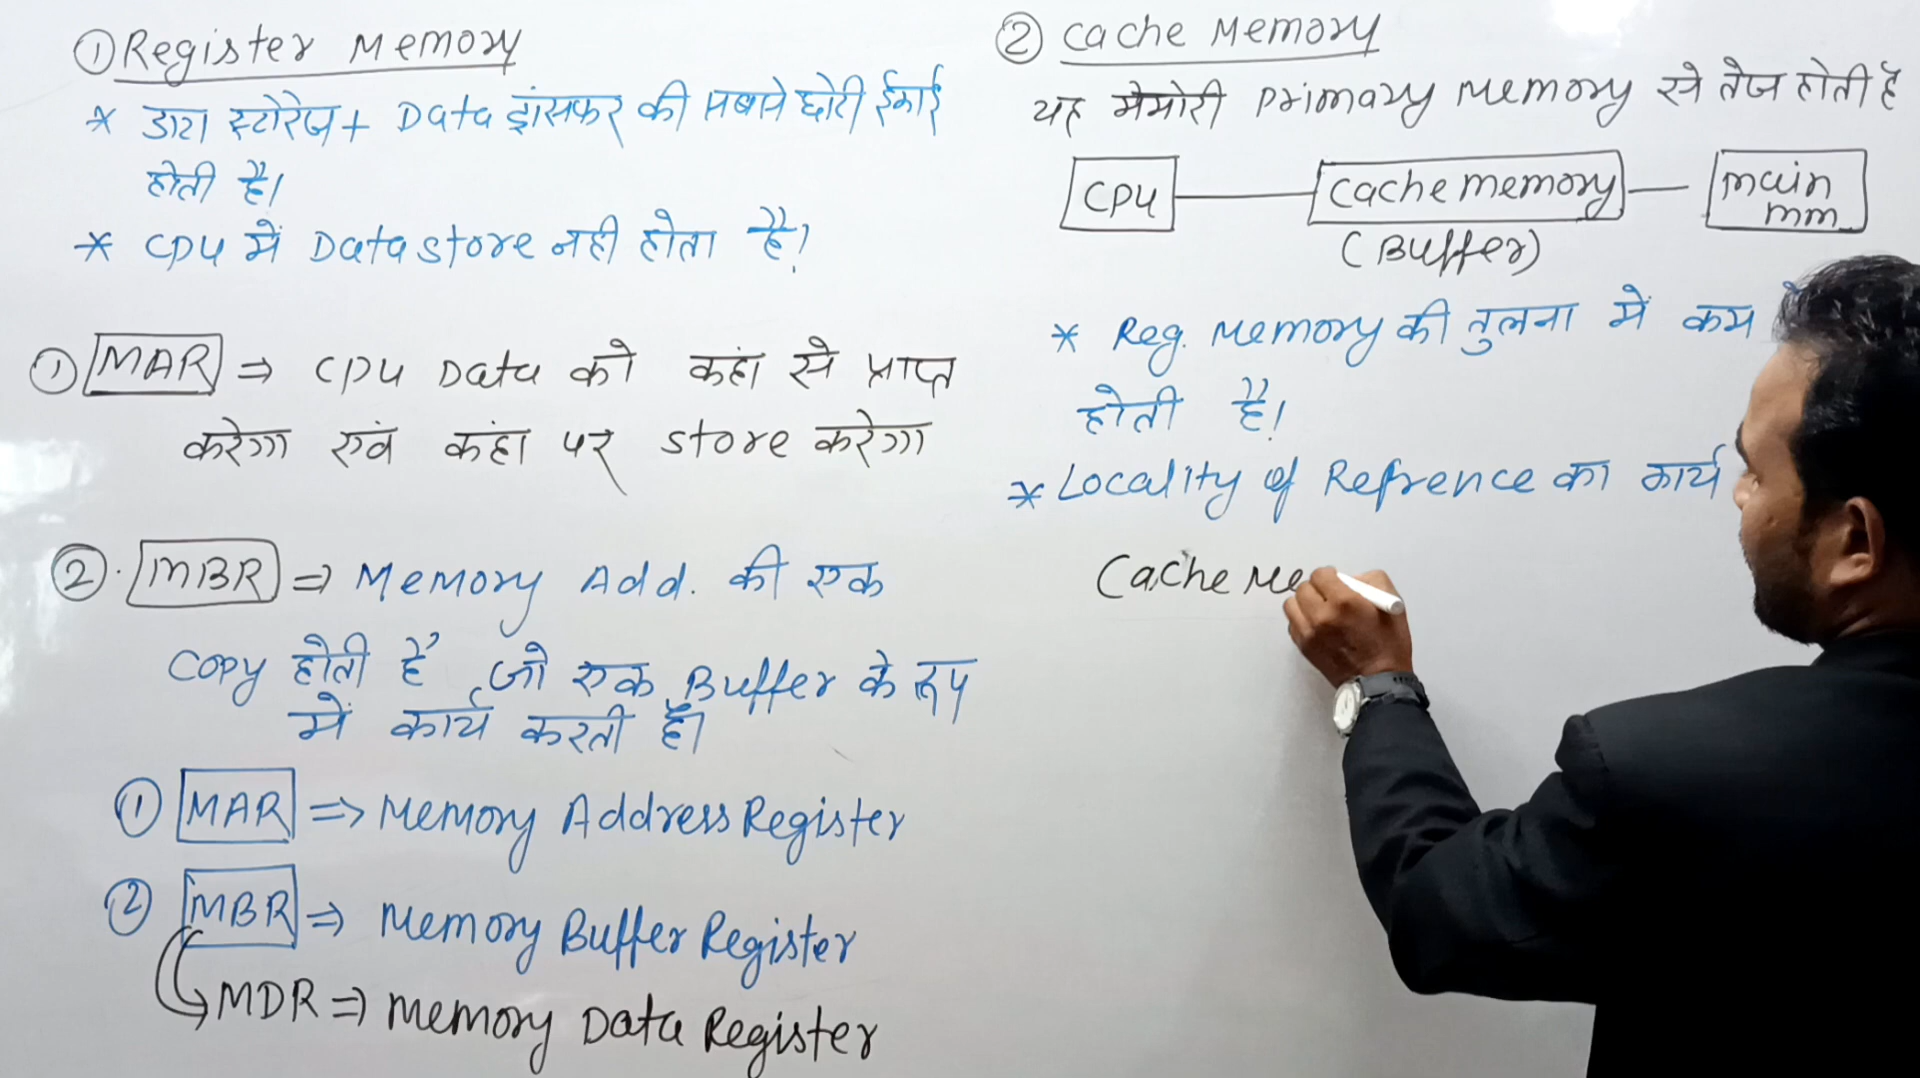 ① Register Memory
* डाटा स्टोरेज + Data ट्रांसफर की सबसे छोटी ईकाई
होती है।
* CPU में Data store नही होता है।
① MAR ⇒ CPU Data को कहां से प्राप्त
करेगा एवं कहां पर store करेगा
② MBR ⇒ Memory Add. की एक
Copy होती है, जो एक Buffer के रूप
में कार्य करती है।
① MAR ⇒ Memory Address Register
② MBR ⇒ Memory Buffer Register
MDR ⇒ Memory Data Register
② Cache Memory
यह मेमोरी Primary Memory से तेज होती है
CPU — Cache memory — main
mm
(Buffer)
* Reg. Memory की तुलना में कम
होती है।
* Locality of Refrence का कार्य
Cache Me